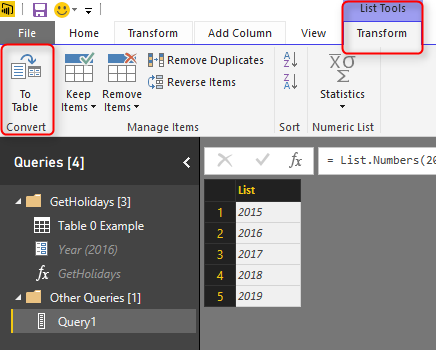 List Tools
File Home Transform Add Column View Transform
To Table
Keep Items
Remove Items
Remove Duplicates
Reverse Items
Statistics
Convert Manage Items Sort Numeric List
Queries [4]
= List.Numbers(20
GetHolidays [3]
Table 0 Example
Year (2016)
GetHolidays
Other Queries [1]
Query1
List
1 2015
2 2016
3 2017
4 2018
5 2019